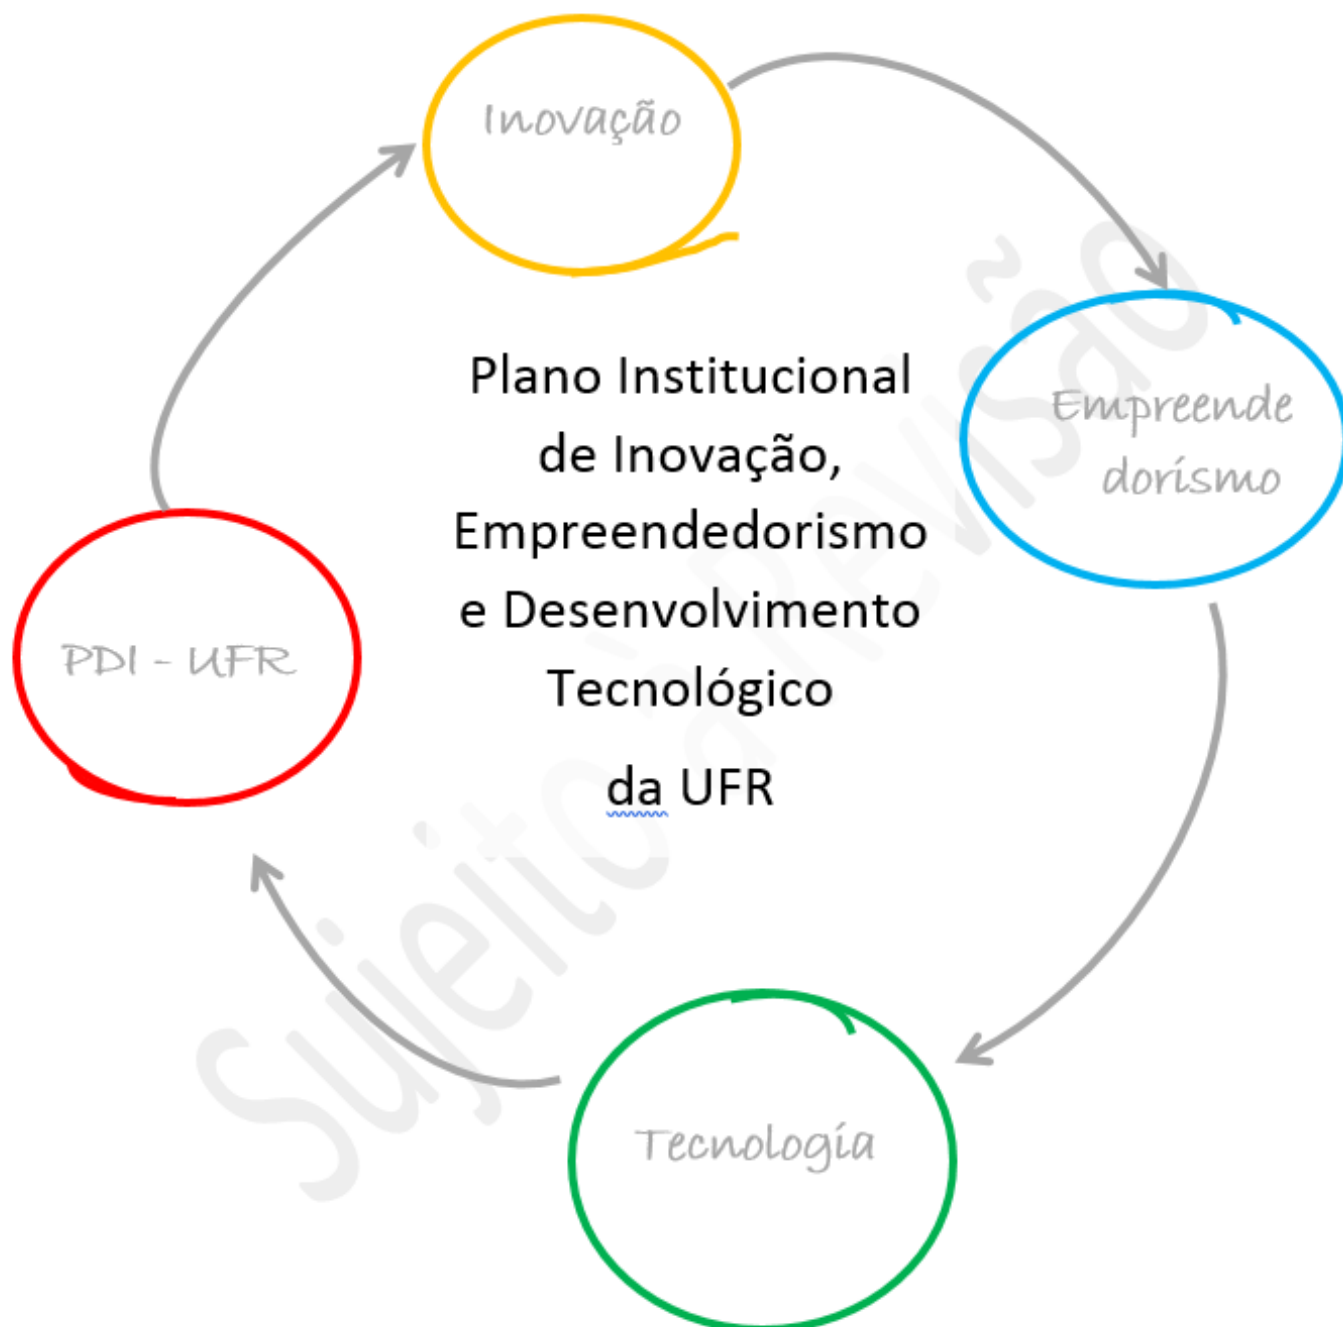 Inovação
Empreende
dorismo
Plano Institucional
de Inovação,
Empreendedorismo
e Desenvolvimento
Tecnológico
da UFR
PDI - UFR
Tecnologia
Sujeito à Revisão